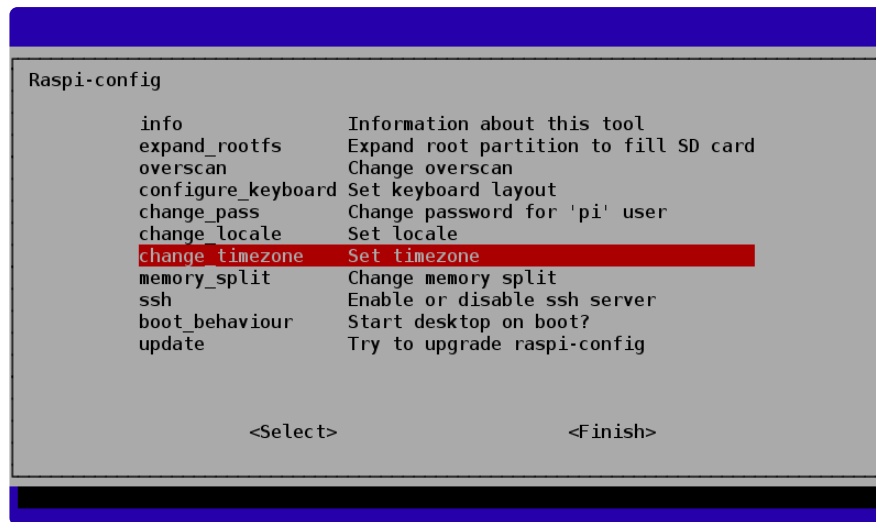 Raspi-config
info Information about this tool
expand_rootfs Expand root partition to fill SD card
overscan Change overscan
configure_keyboard Set keyboard layout
change_pass Change password for 'pi' user
change_locale Set locale
change_timezone Set timezone
memory_split Change memory split
ssh Enable or disable ssh server
boot_behaviour Start desktop on boot?
update Try to upgrade raspi-config
<Select> <Finish>